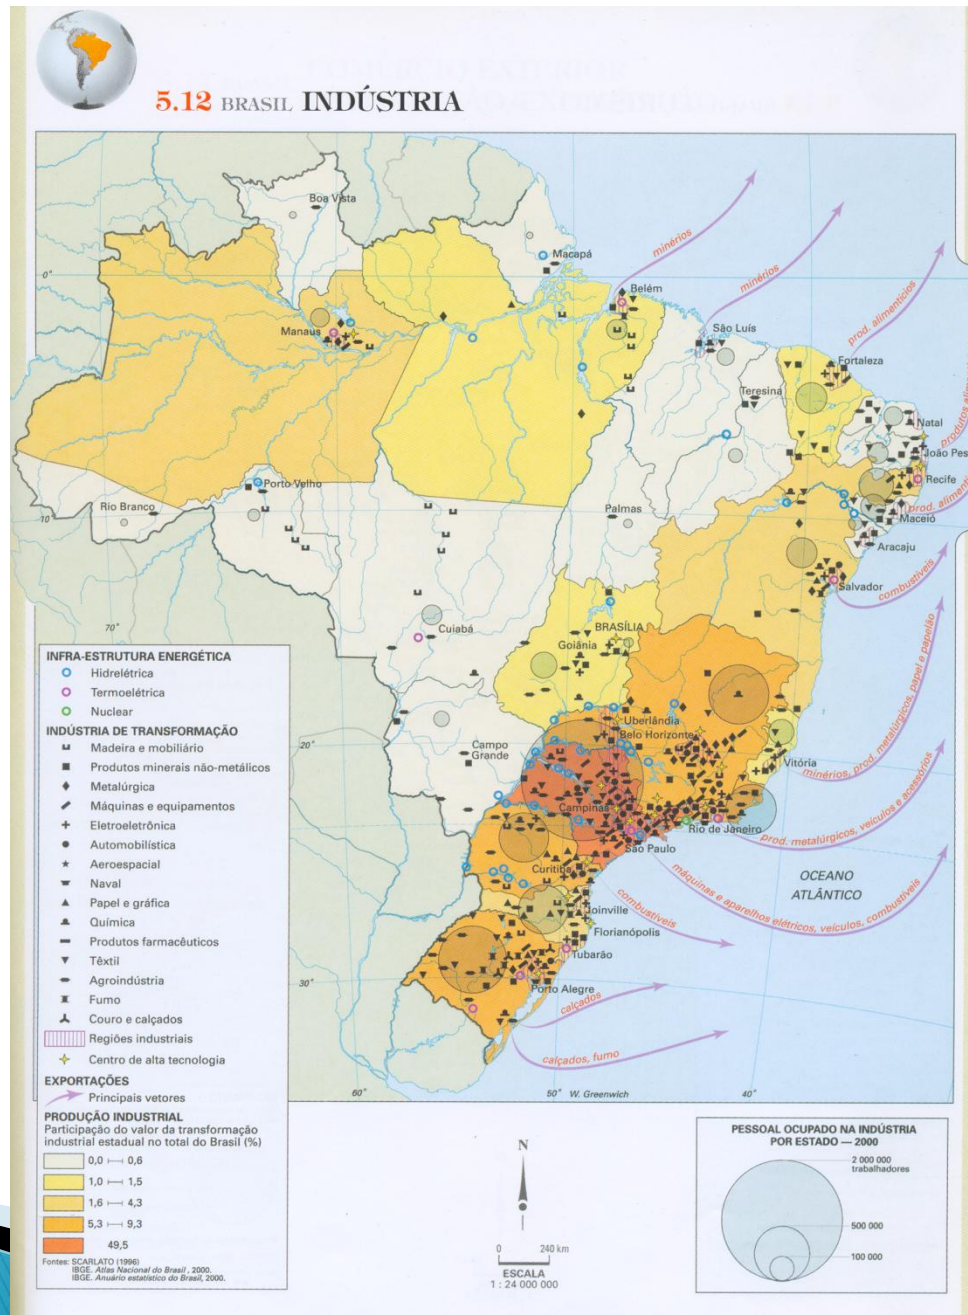 5.12 BRASIL INDÚSTRIA
Boa Vista
Macapá
minérios
minérios
prod. alimentícios
0°
Belém
Manaus
São Luís
Fortaleza
Teresina
Natal
João Pes
Porto Velho
Recife
Rio Branco
Palmas
Maceió
prod. aliment
10°
Aracaju
combustíveis
Salvador
70°
Cuiabá
BRASÍLIA
Goiânia
minérios, prod. metalúrgicos, papel e papelão
Uberlândia
Belo Horizonte
20°
Campo
Grande
Vitória
Campinas
Rio de Janeiro
prod. metalúrgicos, veículos e acessórios
São Paulo
Curitiba
máquinas e aparelhos elétricos, veículos, combustíveis
OCEANO
ATLÂNTICO
combustíveis
Joinville
Florianópolis
Tubarão
30°
Porto Alegre
calçados
calçados, fumo
60°
50°
W. Greenwich
40°
INFRA-ESTRUTURA ENERGÉTICA
Hidrelétrica
Termoelétrica
Nuclear
INDÚSTRIA DE TRANSFORMAÇÃO
Madeira e mobiliário
Produtos minerais não-metálicos
Metalúrgica
Máquinas e equipamentos
Eletroeletrônica
Automobilística
Aeroespacial
Naval
Papel e gráfica
Química
Produtos farmacêuticos
Têxtil
Agroindústria
Fumo
Couro e calçados
Regiões industriais
Centro de alta tecnologia
EXPORTAÇÕES
Principais vetores
PRODUÇÃO INDUSTRIAL
Participação do valor da transformação
industrial estadual no total do Brasil (%)
0,0 0,6
1,0 1,5
1,6 4,3
5,3 9,3
49,5
Fontes: SCARLATO (1996)
IBGE. Atlas Nacional do Brasil, 2000.
IBGE. Anuário estatístico do Brasil, 2000.
N
0 240 km
ESCALA
1 : 24 000 000
PESSOAL OCUPADO NA INDÚSTRIA
POR ESTADO — 2000
2 000 000
trabalhadores
500 000
100 000